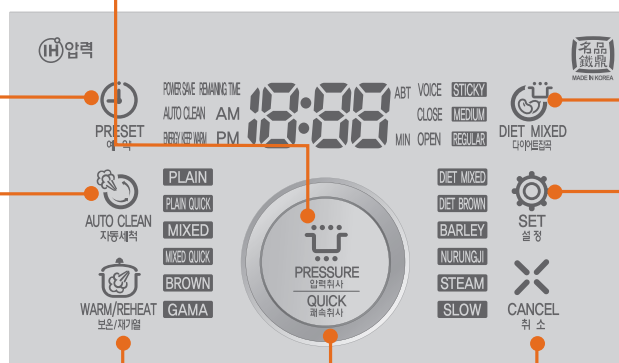 IH 압력
名品
鐵鼎
MADE IN KOREA
POWER SAVE REMAINING TIME
AUTO CLEAN AM
ENERGY KEEP WARM PM
18:88
ABT VOICE STICKY
CLOSE MEDIUM
MIN OPEN REGULAR
PRESET
예 약
DIET MIXED
다이어트잡곡
AUTO CLEAN
자동세척
SET
설 정
WARM/REHEAT
보온/재가열
CANCEL
취 소
PLAIN
PLAIN QUICK
MIXED
MIXED QUICK
BROWN
GAMA
PRESSURE
압력취사
QUICK
쾌속취사
DIET MIXED
DIET BROWN
BARLEY
NURUNGJI
STEAM
SLOW